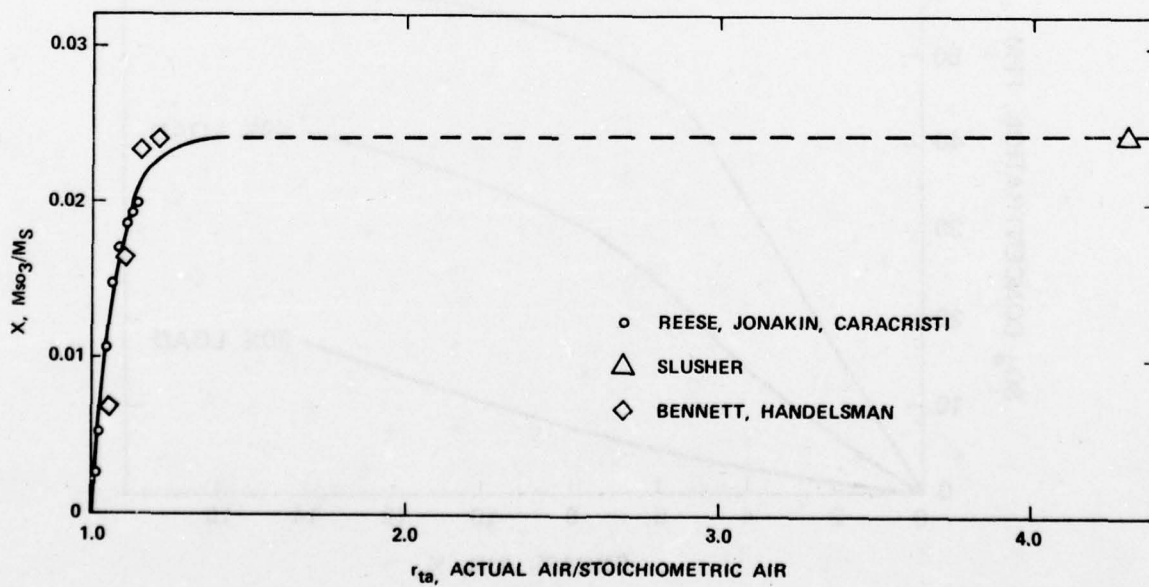 0.03
0.02
0.01
0
X, MSO3/MS
1.0
2.0
3.0
4.0
rta, ACTUAL AIR/STOICHIOMETRIC AIR
REESE, JONAKIN, CARACRISTI
SLUSHER
BENNETT, HANDELSMAN